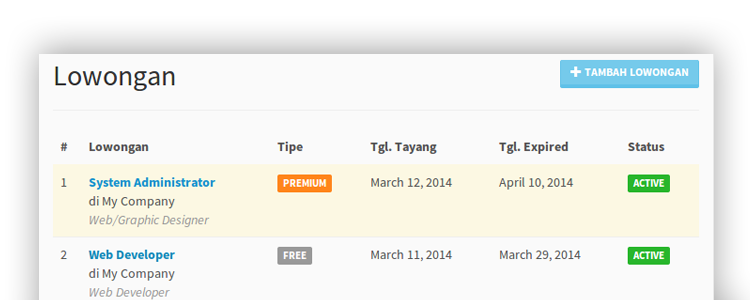 Lowongan
+ TAMBAH LOWONGAN
# Lowongan Tipe Tgl. Tayang Tgl. Expired Status
1 System Administrator PREMIUM March 12, 2014 April 10, 2014 ACTIVE
di My Company
Web/Graphic Designer
2 Web Developer FREE March 11, 2014 March 29, 2014 ACTIVE
di My Company
Web Developer